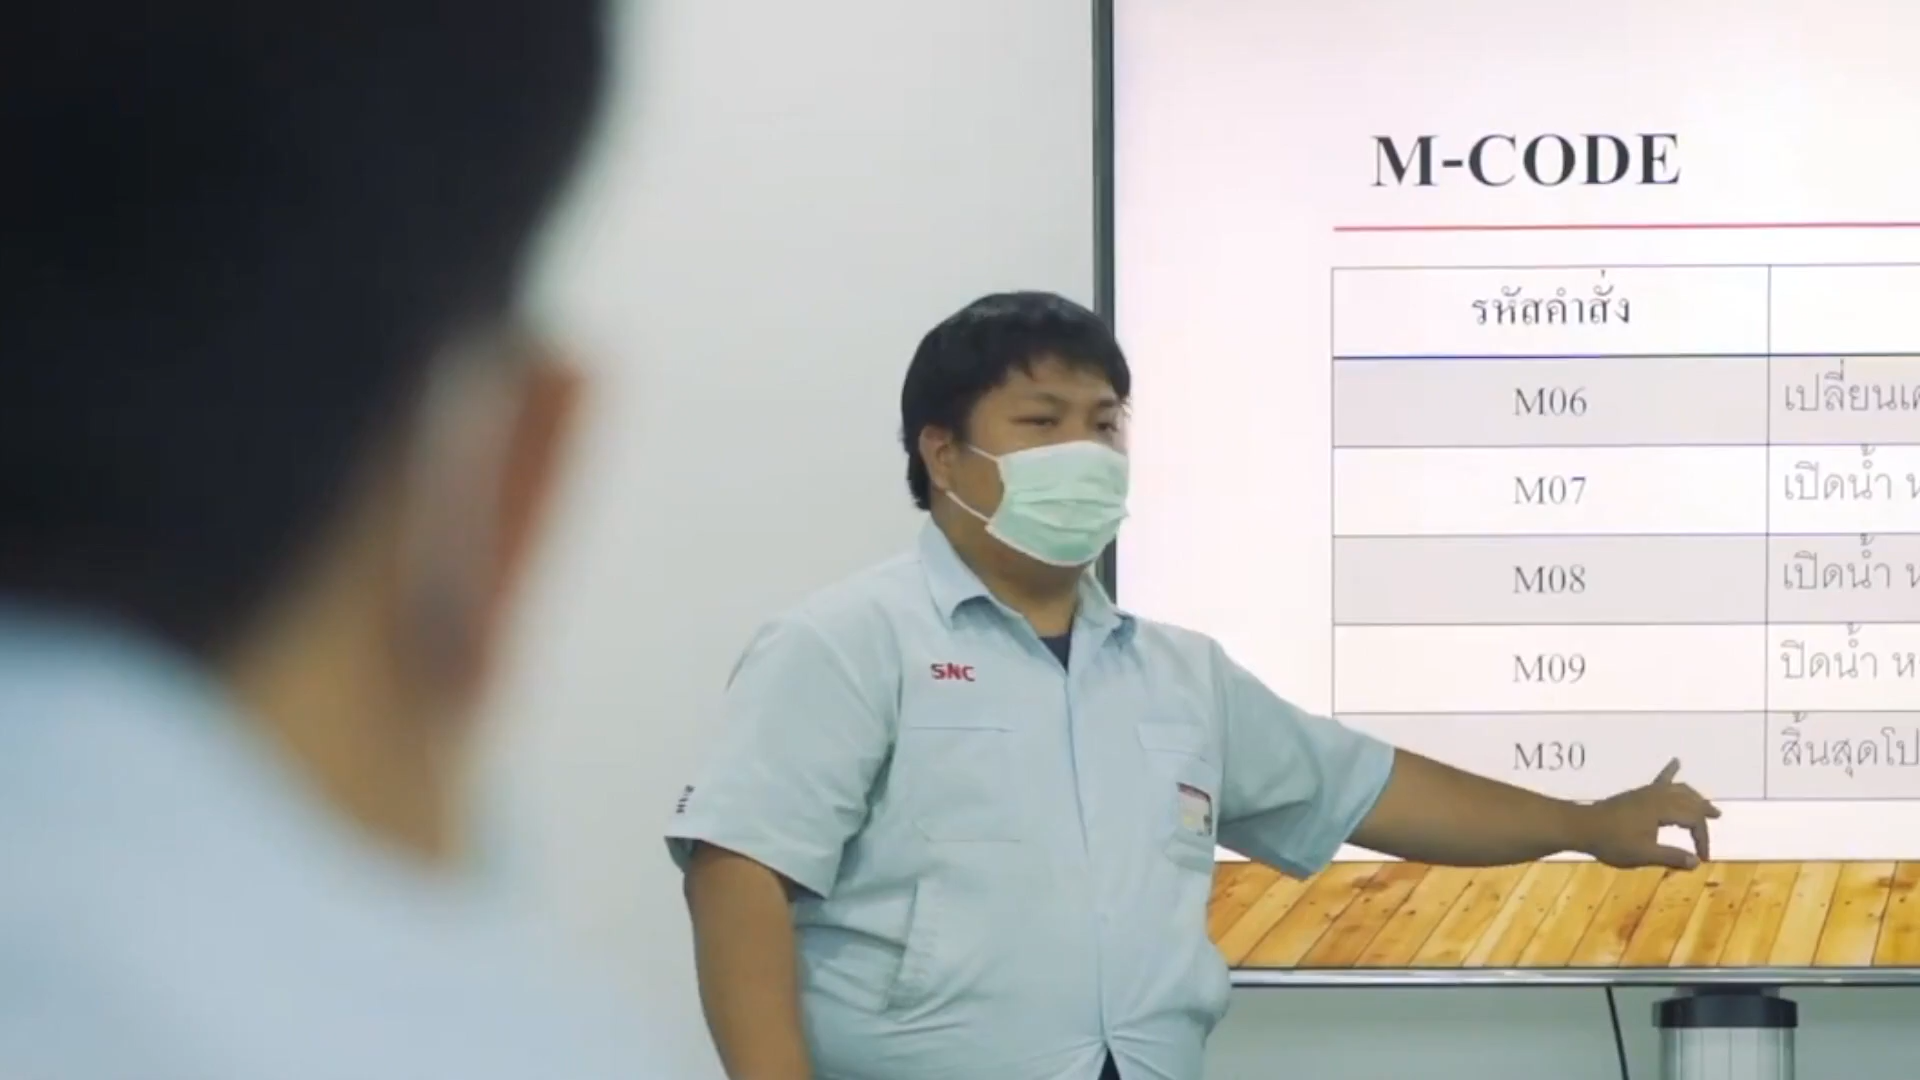 M-CODE
รหัสคำสั่ง
M06 เปลี่ยน
M07 เปิดน้ำ
M08 เปิดน้ำ
M09 ปิดน้ำ
M30 สิ้นสุด
SNC